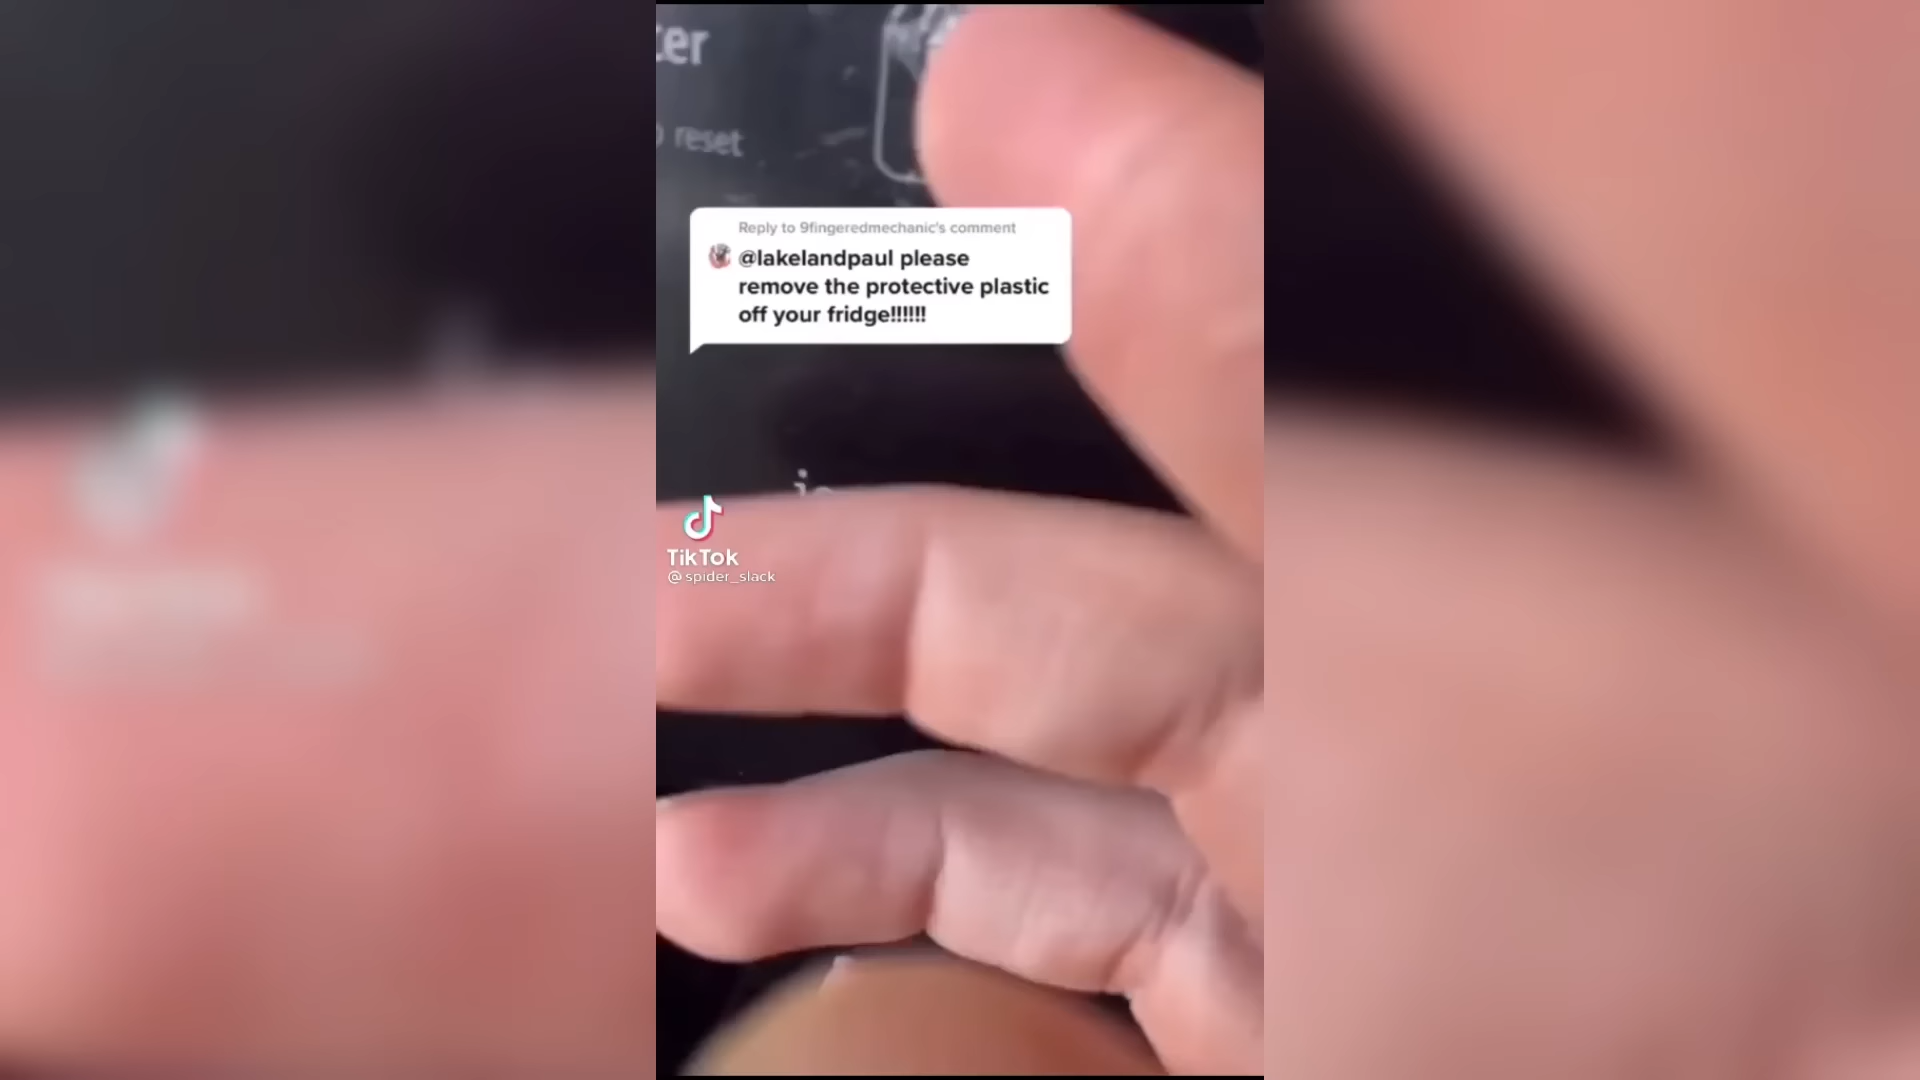 ter
reset
Reply to 9fingeredmechanic's comment
@lakelandpaul please
remove the protective plastic
off your fridge!!!!!!
TikTok
@spider_slack